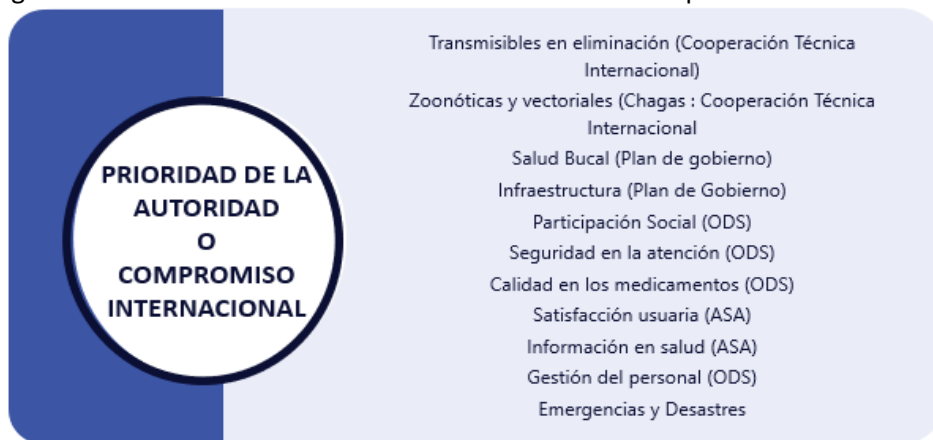 PRIORIDAD DE LA
AUTORIDAD
O
COMPROMISO
INTERNACIONAL
Transmisibles en eliminación (Cooperación Técnica
Internacional)
Zoonóticas y vectoriales (Chagas : Cooperación Técnica
Internacional
Salud Bucal (Plan de gobierno)
Infraestructura (Plan de Gobierno)
Participación Social (ODS)
Seguridad en la atención (ODS)
Calidad en los medicamentos (ODS)
Satisfacción usuaria (ASA)
Información en salud (ASA)
Gestión del personal (ODS)
Emergencias y Desastres